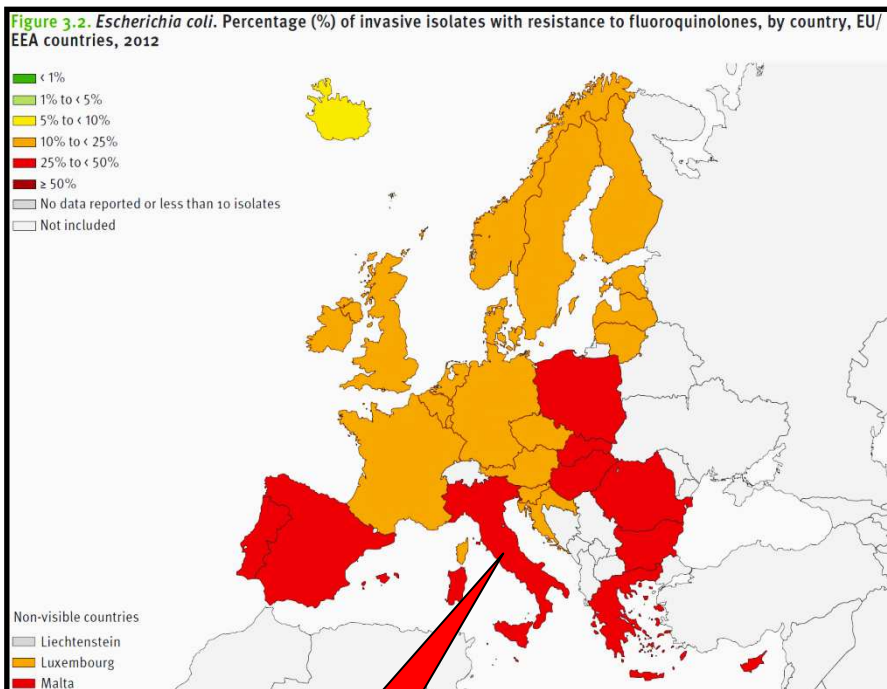 Figure 3.2. Escherichia coli. Percentage (%) of invasive isolates with resistance to fluoroquinolones, by country, EU/
EEA countries, 2012
< 1%
1% to < 5%
5% to < 10%
10% to < 25%
25% to < 50%
≥ 50%
No data reported or less than 10 isolates
Not included
Non-visible countries
Liechtenstein
Luxembourg
Malta